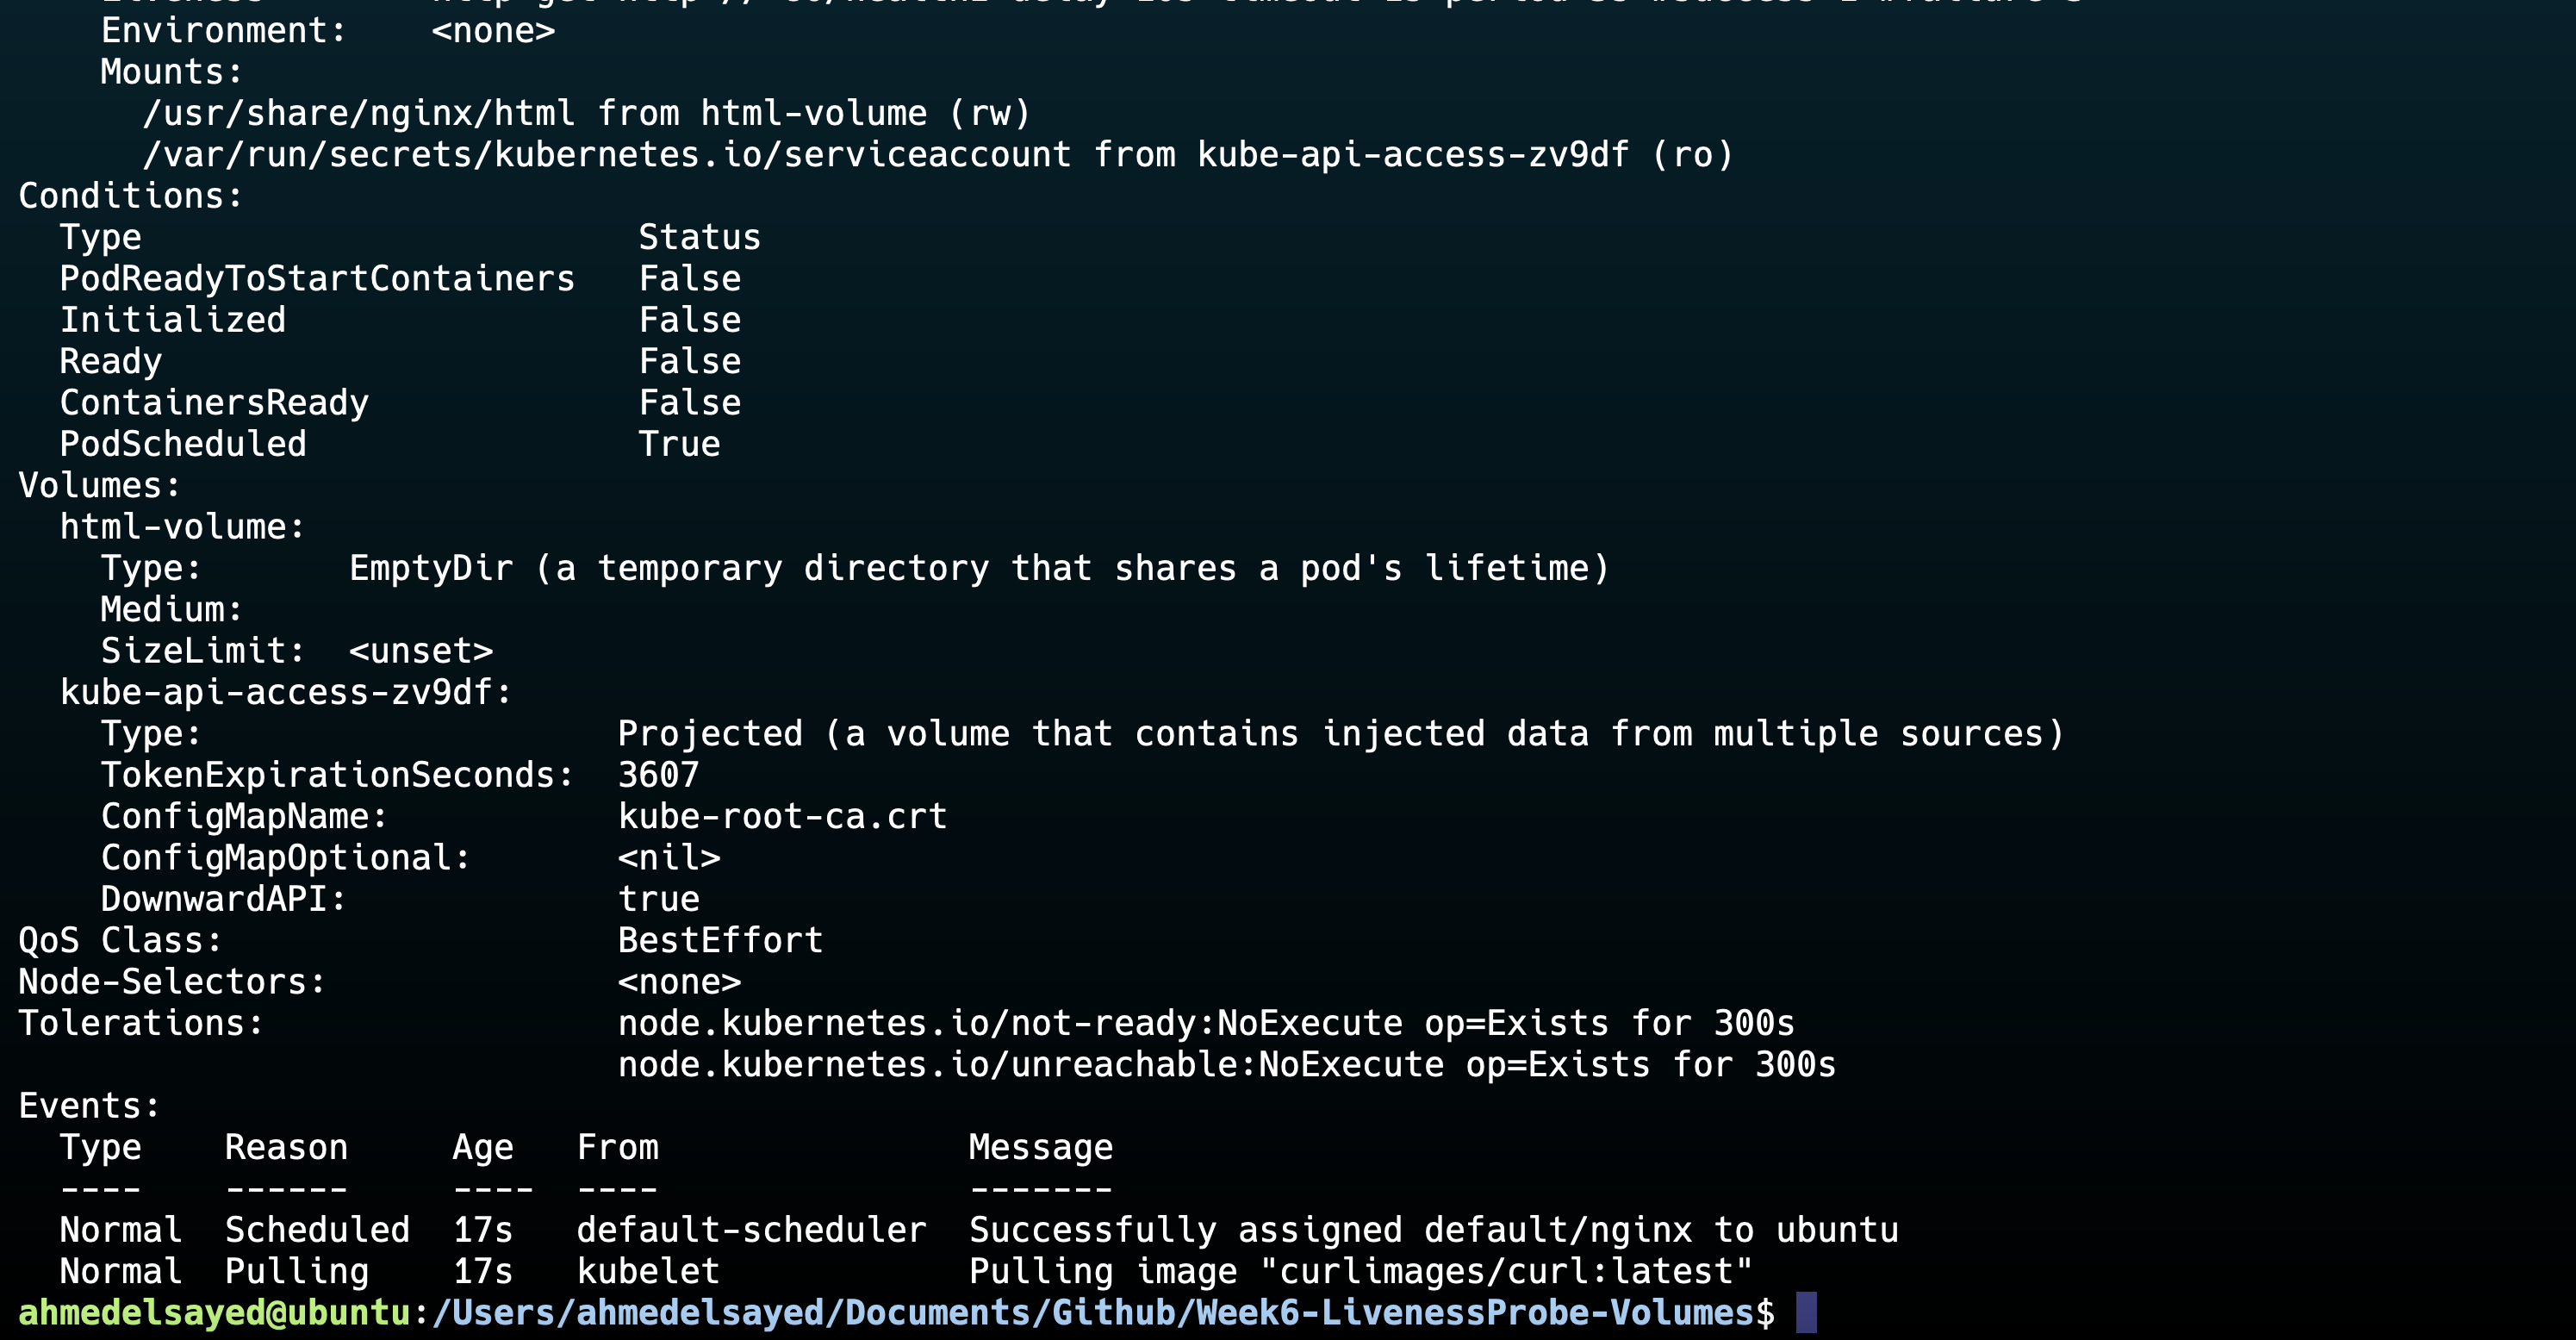 Environment:    <none>
    Mounts:
      /usr/share/nginx/html from html-volume (rw)
      /var/run/secrets/kubernetes.io/serviceaccount from kube-api-access-zv9df (ro)
Conditions:
  Type                        Status
  PodReadyToStartContainers   False
  Initialized                 False
  Ready                       False
  ContainersReady             False
  PodScheduled                True
Volumes:
  html-volume:
    Type:       EmptyDir (a temporary directory that shares a pod's lifetime)
    Medium:
    SizeLimit:  <unset>
  kube-api-access-zv9df:
    Type:                    Projected (a volume that contains injected data from multiple sources)
    TokenExpirationSeconds:  3607
    ConfigMapName:           kube-root-ca.crt
    ConfigMapOptional:       <nil>
    DownwardAPI:             true
QoS Class:                   BestEffort
Node-Selectors:              <none>
Tolerations:                 node.kubernetes.io/not-ready:NoExecute op=Exists for 300s
                             node.kubernetes.io/unreachable:NoExecute op=Exists for 300s
Events:
  Type    Reason     Age   From               Message
  ----    ------     ----  ----               -------
  Normal  Scheduled  17s   default-scheduler  Successfully assigned default/nginx to ubuntu
  Normal  Pulling    17s   kubelet            Pulling image "curlimages/curl:latest"
ahmedelsayed@ubuntu:/Users/ahmedelsayed/Documents/Github/Week6-LivenessProbe-Volumes$